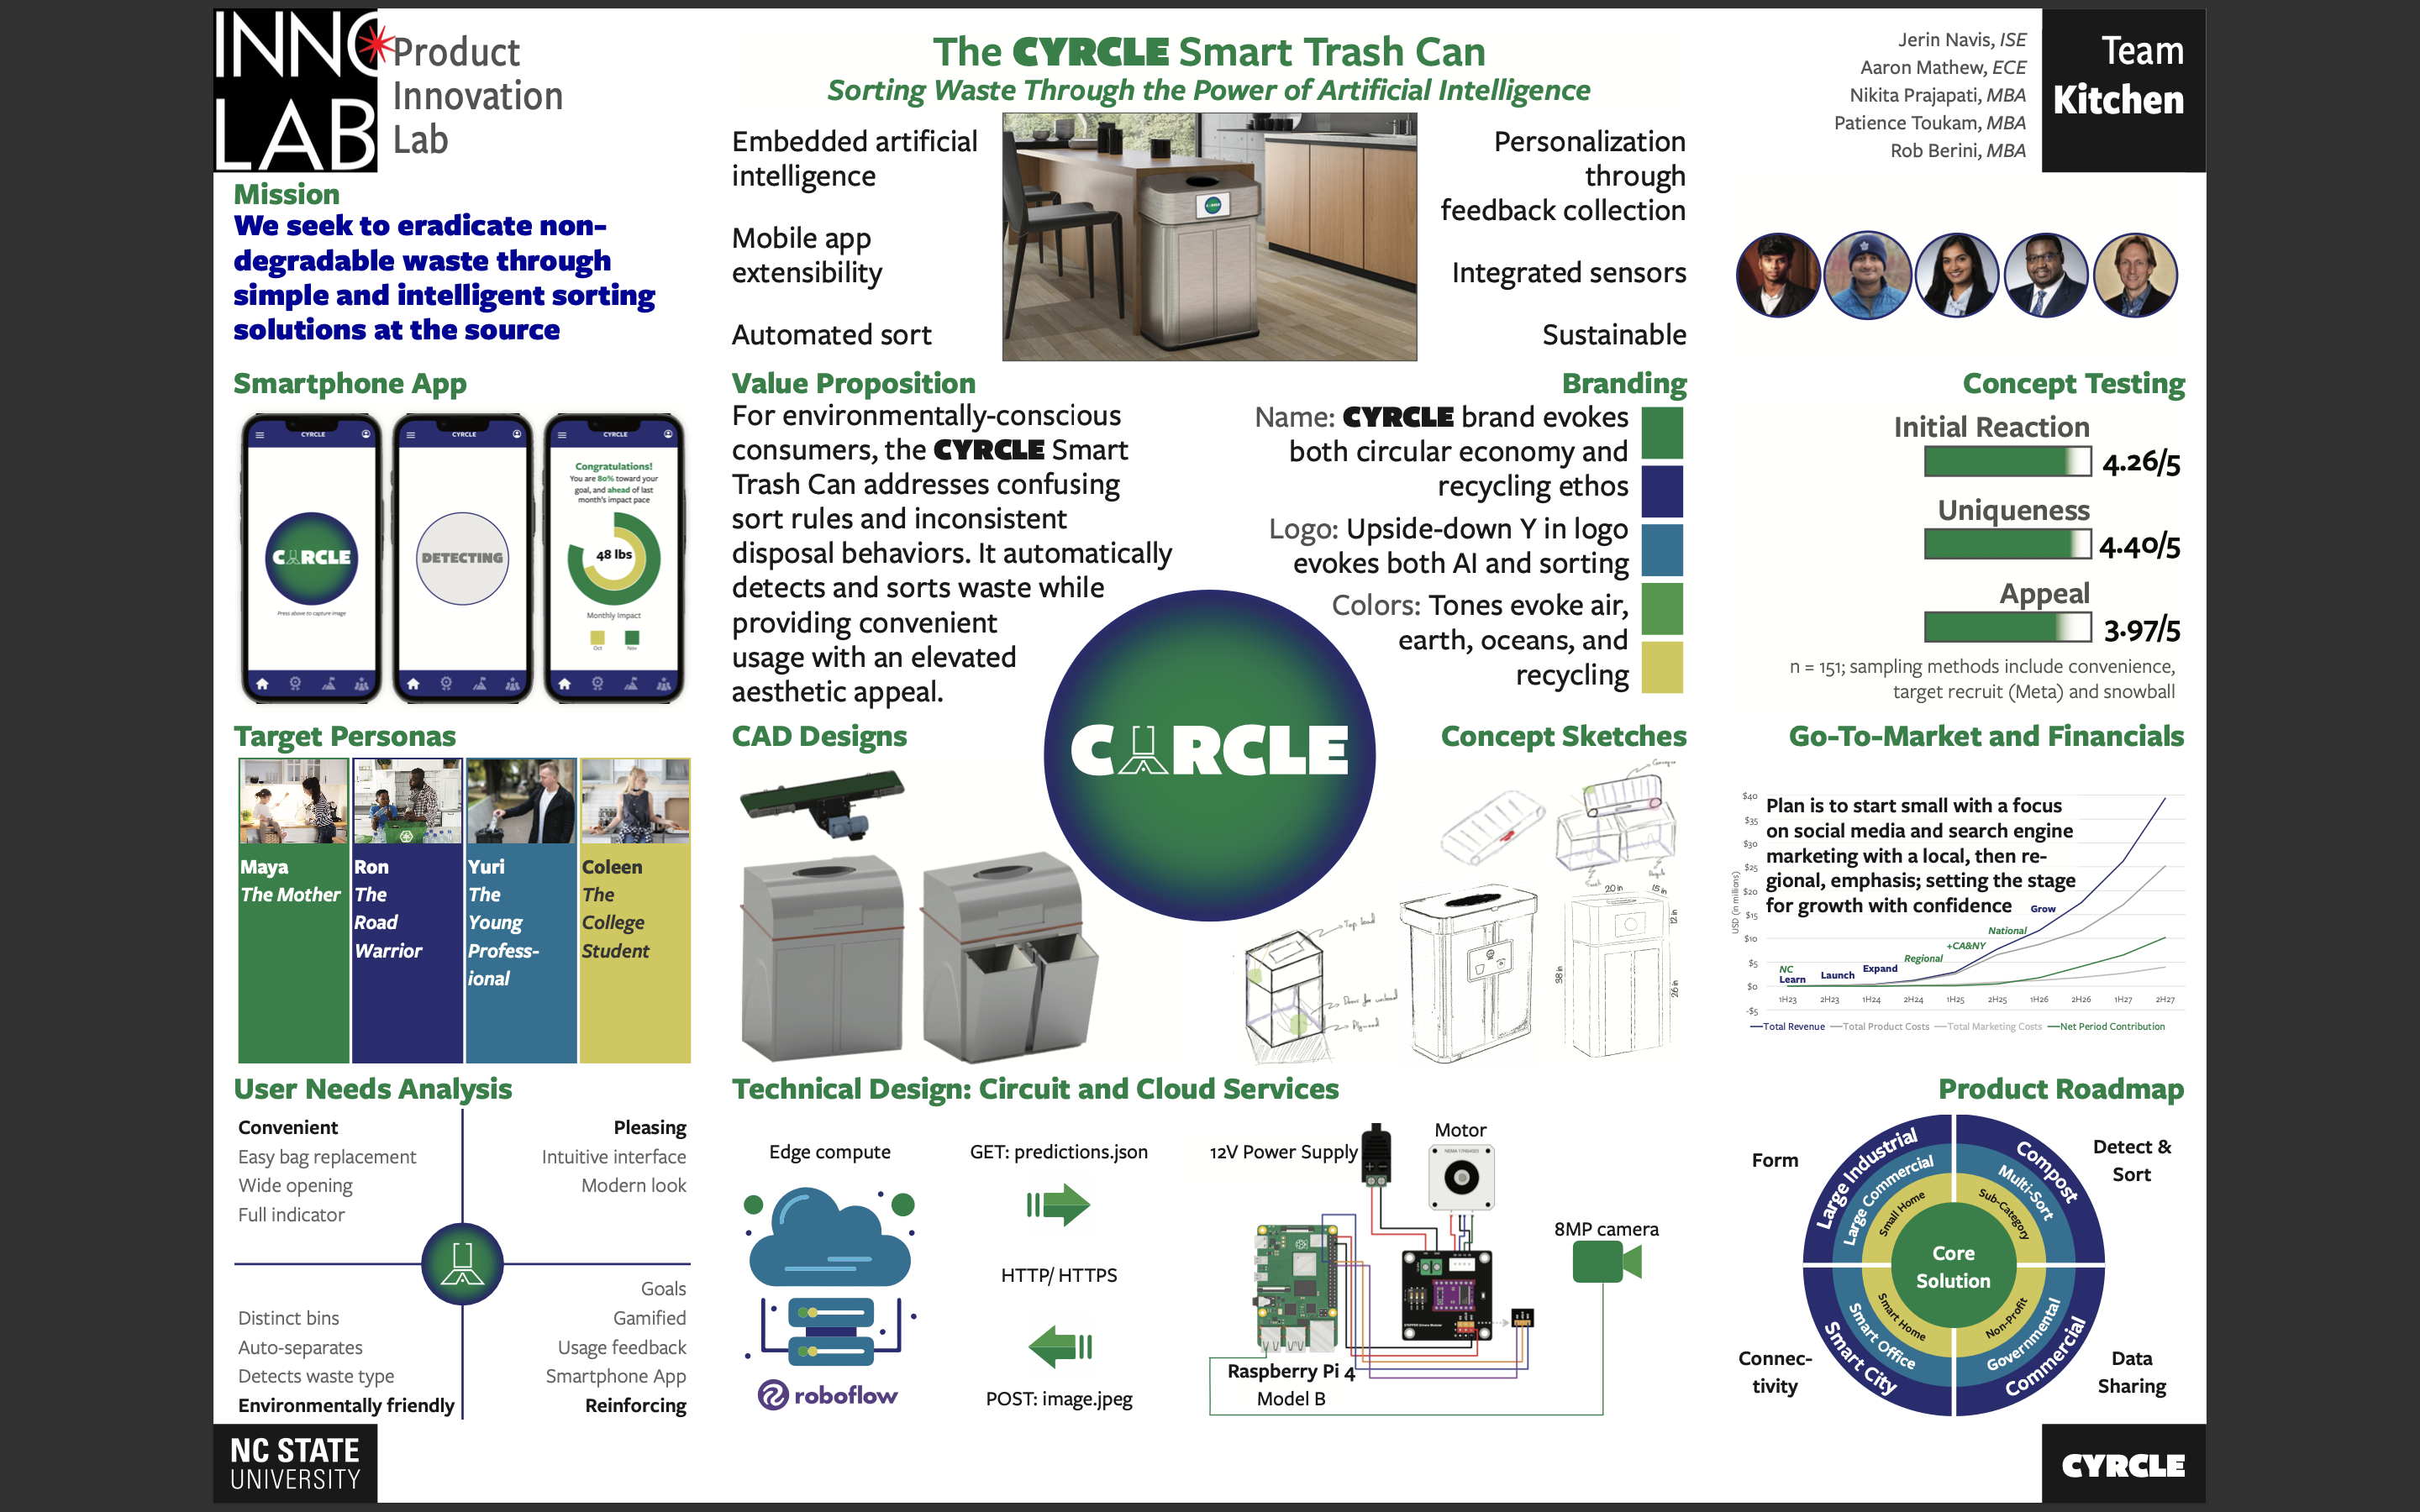 INNO
LAB
Product
Innovation
Lab
The CYRCLE Smart Trash Can
Sorting Waste Through the Power of Artificial Intelligence
Jerin Navis, ISE
Aaron Mathew, ECE
Nikita Prajapati, MBA
Patience Toukam, MBA
Rob Berini, MBA
Team
Kitchen
Mission
We seek to eradicate non-
degradable waste through
simple and intelligent sorting
solutions at the source
Embedded artificial
intelligence
Mobile app
extensibility
Automated sort
Personalization
through
feedback collection
Integrated sensors
Sustainable
Smartphone App
CYRCLE
CYRCLE
Press above to capture image
CYRCLE
DETECTING
CYRCLE
Congratulations!
You are 80% toward your
goal, and ahead of last
month's impact pace
48 lbs
Monthly Impact
Oct
Nov
Value Proposition
For environmentally-conscious
consumers, the CYRCLE Smart
Trash Can addresses confusing
sort rules and inconsistent
disposal behaviors. It automatically
detects and sorts waste while
providing convenient
usage with an elevated
aesthetic appeal.
Branding
Name: CYRCLE brand evokes
both circular economy and
recycling ethos
Logo: Upside-down Y in logo
evokes both AI and sorting
Colors: Tones evoke air,
earth, oceans, and
recycling
CYRCLE
Concept Testing
Initial Reaction
4.26/5
Uniqueness
4.40/5
Appeal
3.97/5
n = 151; sampling methods include convenience,
target recruit (Meta) and snowball
Target Personas
Maya
The Mother
Ron
The
Road
Warrior
Yuri
The
Young
Profess-
ional
Coleen
The
College
Student
CAD Designs
Concept Sketches
Conveyor
Top lead
20 in
15 in
12 in
38 in
26 in
Go-To-Market and Financials
Plan is to start small with a focus
on social media and search engine
marketing with a local, then re-
gional, emphasis; setting the stage
for growth with confidence
USD (in millions)
$40
$35
$30
$25
$20
$15
$10
$5
$0
-$5
NC
Learn
Launch
Expand
Regional
+CA&NY
National
Grow
1H23 2H23 1H24 2H24 1H25 2H25 1H26 2H26 1H27 2H27
Total Revenue Total Product Costs Total Marketing Costs Net Period Contribution
User Needs Analysis
Convenient
Easy bag replacement
Wide opening
Full indicator
Pleasing
Intuitive interface
Modern look
Distinct bins
Auto-separates
Detects waste type
Environmentally friendly
Goals
Gamified
Usage feedback
Smartphone App
Reinforcing
Technical Design: Circuit and Cloud Services
Edge compute
roboflow
GET: predictions.json
HTTP/ HTTPS
POST: image.jpeg
12V Power Supply
Motor
8MP camera
Raspberry Pi 4
Model B
Product Roadmap
Form
Detect &
Sort
Connec-
tivity
Data
Sharing
Large Industrial
Large Commercial
Small Home
Compost
Multi-Sort
Sub-Category
Core
Solution
Smart Home
Smart Office
Smart City
Non-Profit
Governmental
Commercial
NC STATE
UNIVERSITY
CYRCLE